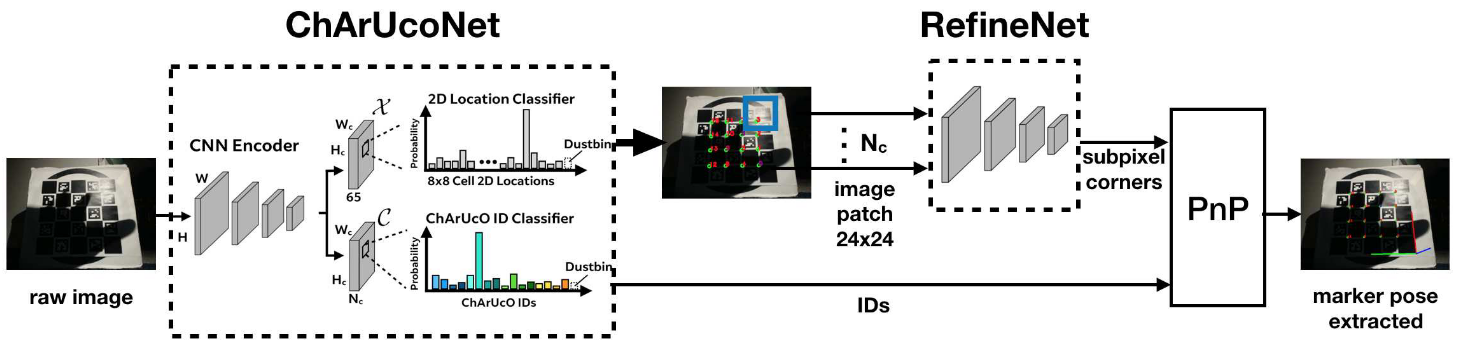 ChArUcoNet
RefineNet
CNN Encoder
W
H
raw image
𝒳
W_c
H_c
65
2D Location Classifier
Probability
Dustbin
8x8 Cell 2D Locations
𝒞
W_c
H_c
N_c
ChArUcO ID Classifier
Probability
Dustbin
ChArUcO IDs
N_c
image
patch
24x24
subpixel
corners
IDs
PnP
marker pose
extracted